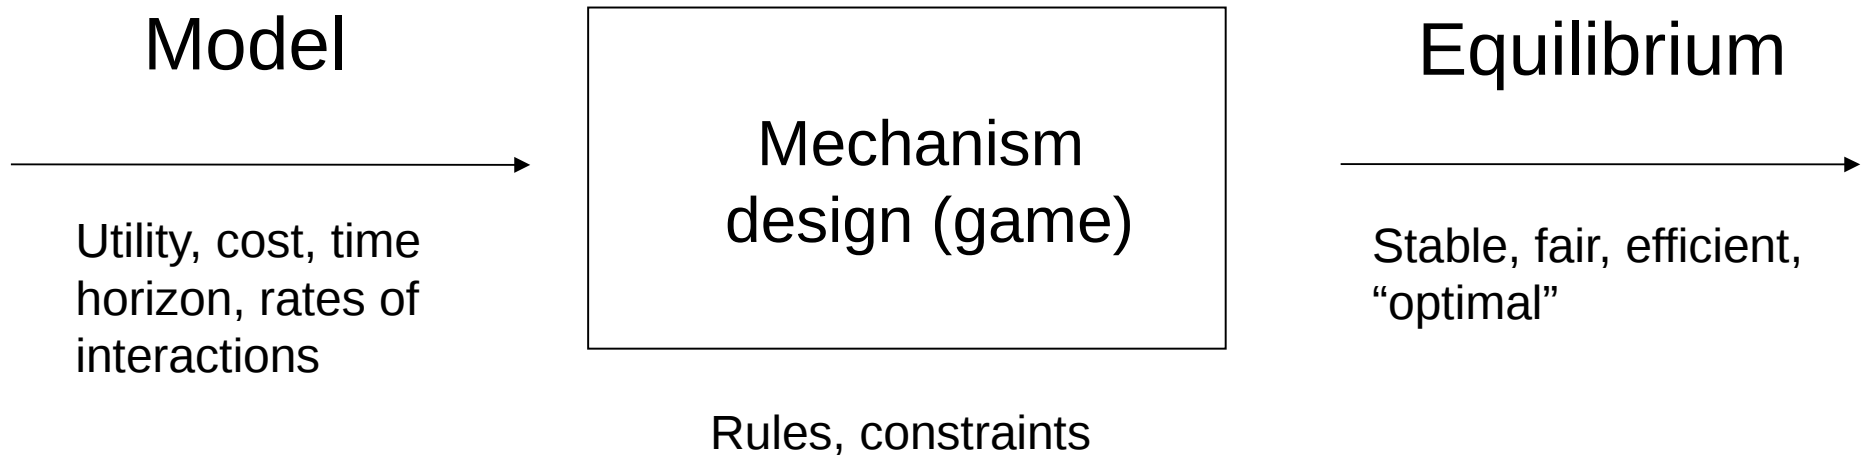 Model
Utility, cost, time
horizon, rates of
interactions
Mechanism
design (game)
Rules, constraints
Equilibrium
Stable, fair, efficient,
“optimal”